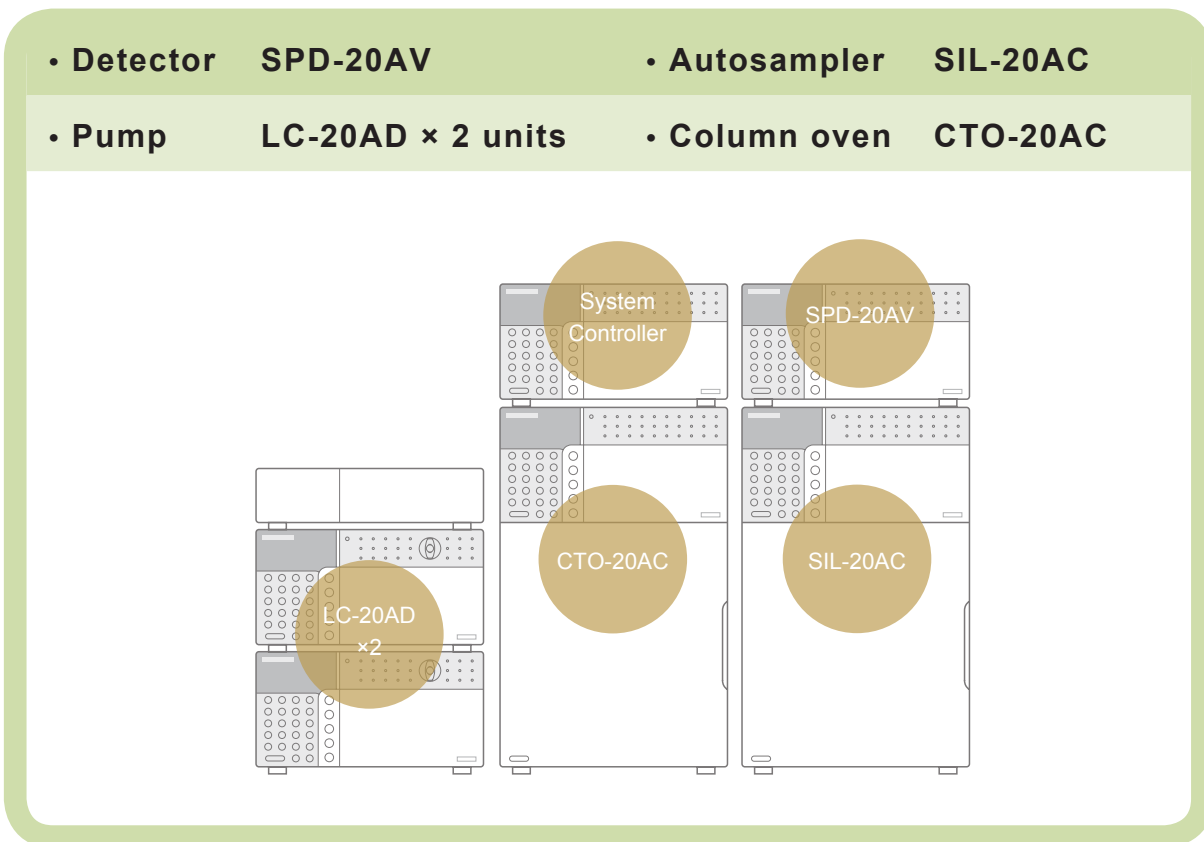 • Detector SPD-20AV • Autosampler SIL-20AC
• Pump LC-20AD × 2 units • Column oven CTO-20AC
System
Controller
SPD-20AV
CTO-20AC
SIL-20AC
LC-20AD
×2